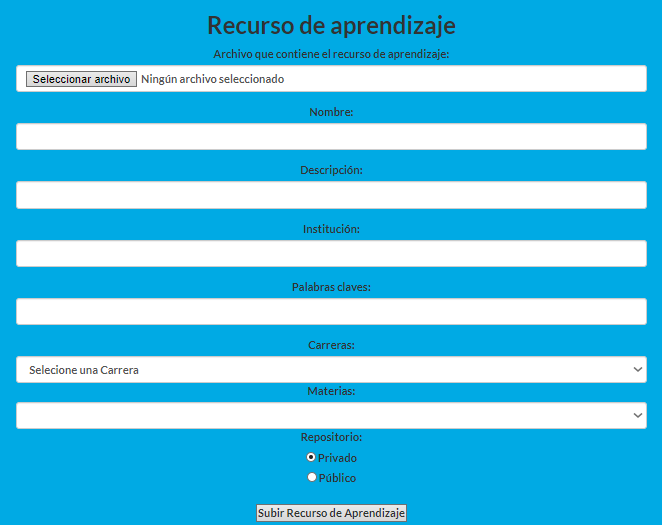 Recurso de aprendizaje
Archivo que contiene el recurso de aprendizaje:
Seleccionar archivo Ningún archivo seleccionado
Nombre:
Descripción:
Institución:
Palabras claves:
Carreras:
Selecione una Carrera
Materias:
Repositorio:
Privado
Público
Subir Recurso de Aprendizaje